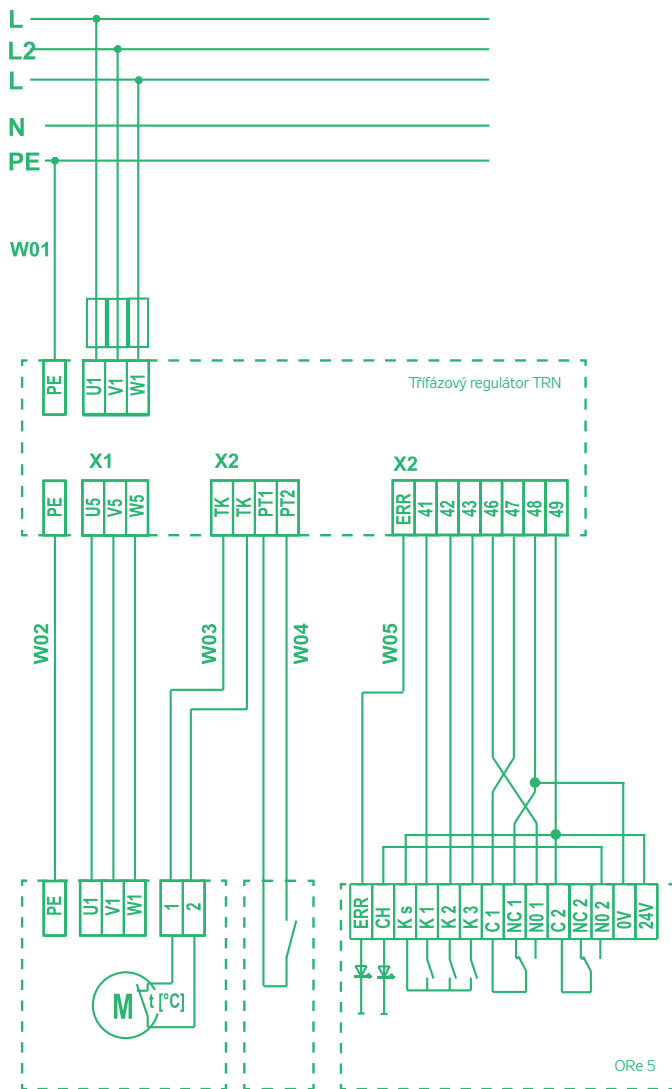 L
L2
L
N
PE
W01
PE U1 V1 W1
Třífázový regulátor TRN
X1 X2 X2
PE U5 V5 W5 TK TK PT1 PT2 ERR 41 42 43 46 47 48 49
W02 W03 W04 W05
PE U1 V1 W1 1 2 ERR CH K s K 1 K 2 K 3 C 1 NC 1 N0 1 C 2 NC 2 N0 2 0V 24V
M t [°C]
ORe 5